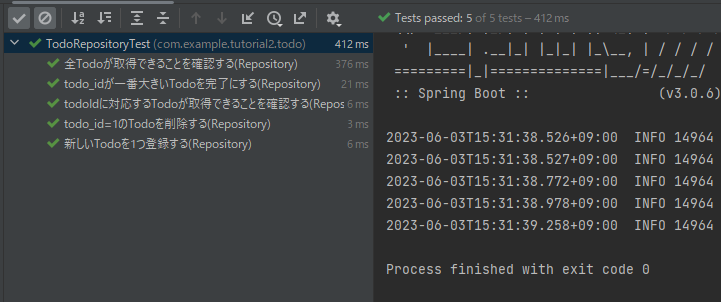 Tests passed: 5 of 5 tests – 412 ms
TodoRepositoryTest (com.example.tutorial2.todo) 412 ms
全Todoが取得できることを確認する(Repository) 376 ms
todo_idが一番大きいTodoを完了にする(Repository) 21 ms
todoIdに対応するTodoが取得できることを確認する(Repos 6 ms
todo_id=1のTodoを削除する(Repository) 3 ms
新しいTodoを1つ登録する(Repository) 6 ms
'  |____| .__|_| |_|_| |_\__, | / / / /
=========|_|==============|___/=/_/_/_/
:: Spring Boot :: (v3.0.6)
2023-06-03T15:31:38.526+09:00  INFO 14964
2023-06-03T15:31:38.527+09:00  INFO 14964
2023-06-03T15:31:38.772+09:00  INFO 14964
2023-06-03T15:31:38.978+09:00  INFO 14964
2023-06-03T15:31:39.258+09:00  INFO 14964
Process finished with exit code 0